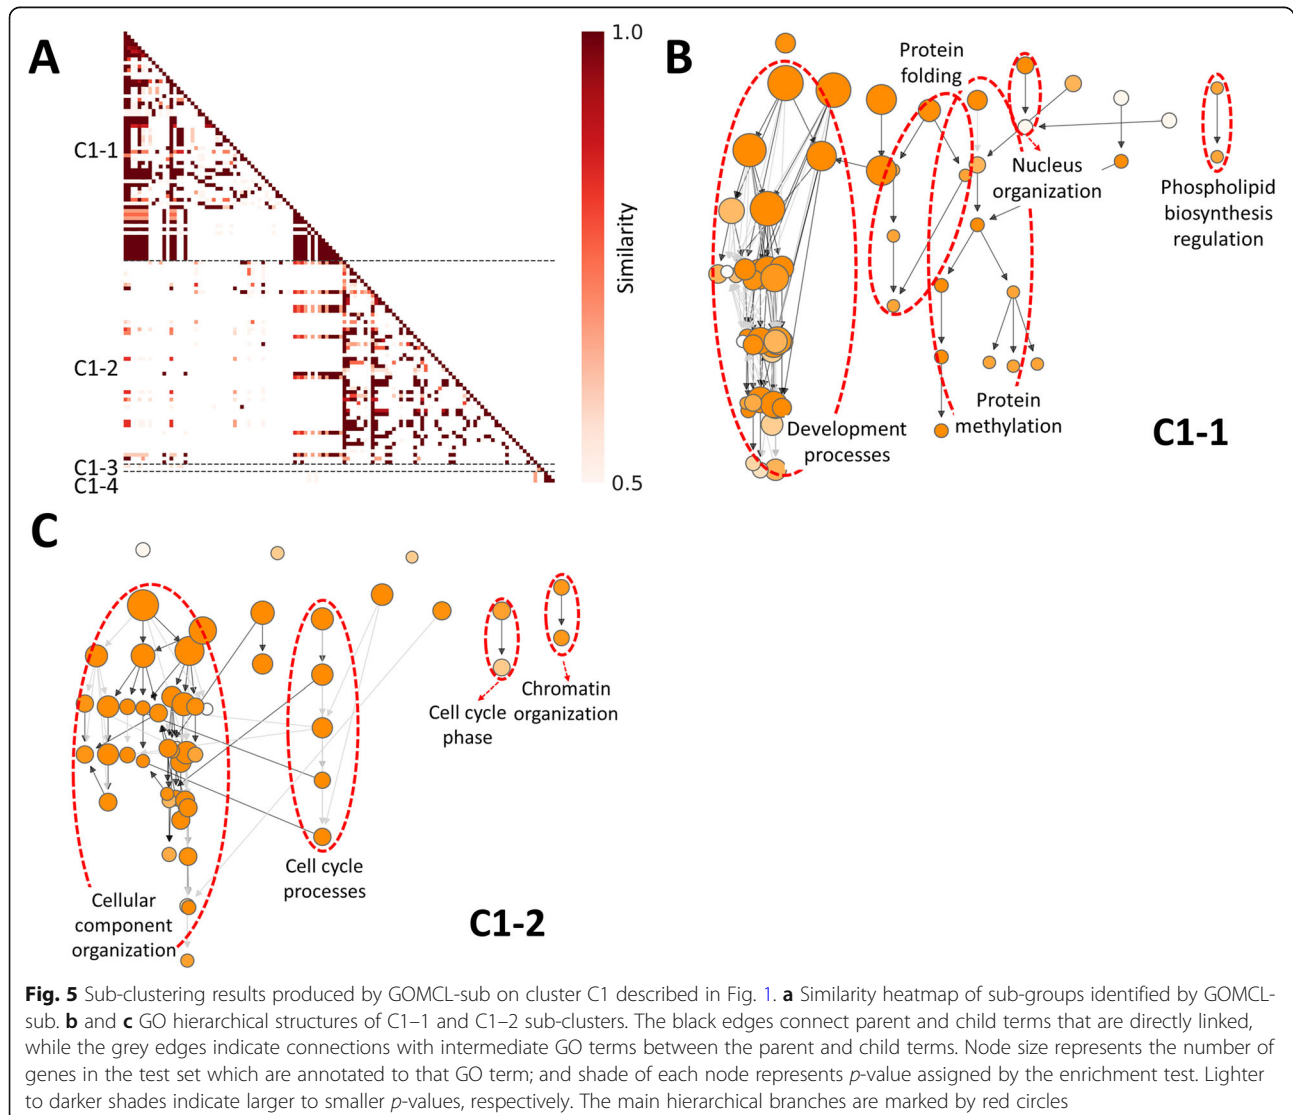 A
1.0
C1-1
C1-2
C1-3
C1-4
Similarity
0.5
B
Protein
folding
Nucleus
organization
Phospholipid
biosynthesis
regulation
Protein
methylation
Development
processes
C1-1
C
Cell cycle
phase
Chromatin
organization
Cell cycle
processes
Cellular
component
organization
C1-2
Fig. 5 Sub-clustering results produced by GOMCL-sub on cluster C1 described in Fig. 1. a Similarity heatmap of sub-groups identified by GOMCL-
sub. b and c GO hierarchical structures of C1–1 and C1–2 sub-clusters. The black edges connect parent and child terms that are directly linked,
while the grey edges indicate connections with intermediate GO terms between the parent and child terms. Node size represents the number of
genes in the test set which are annotated to that GO term; and shade of each node represents p-value assigned by the enrichment test. Lighter
to darker shades indicate larger to smaller p-values, respectively. The main hierarchical branches are marked by red circles